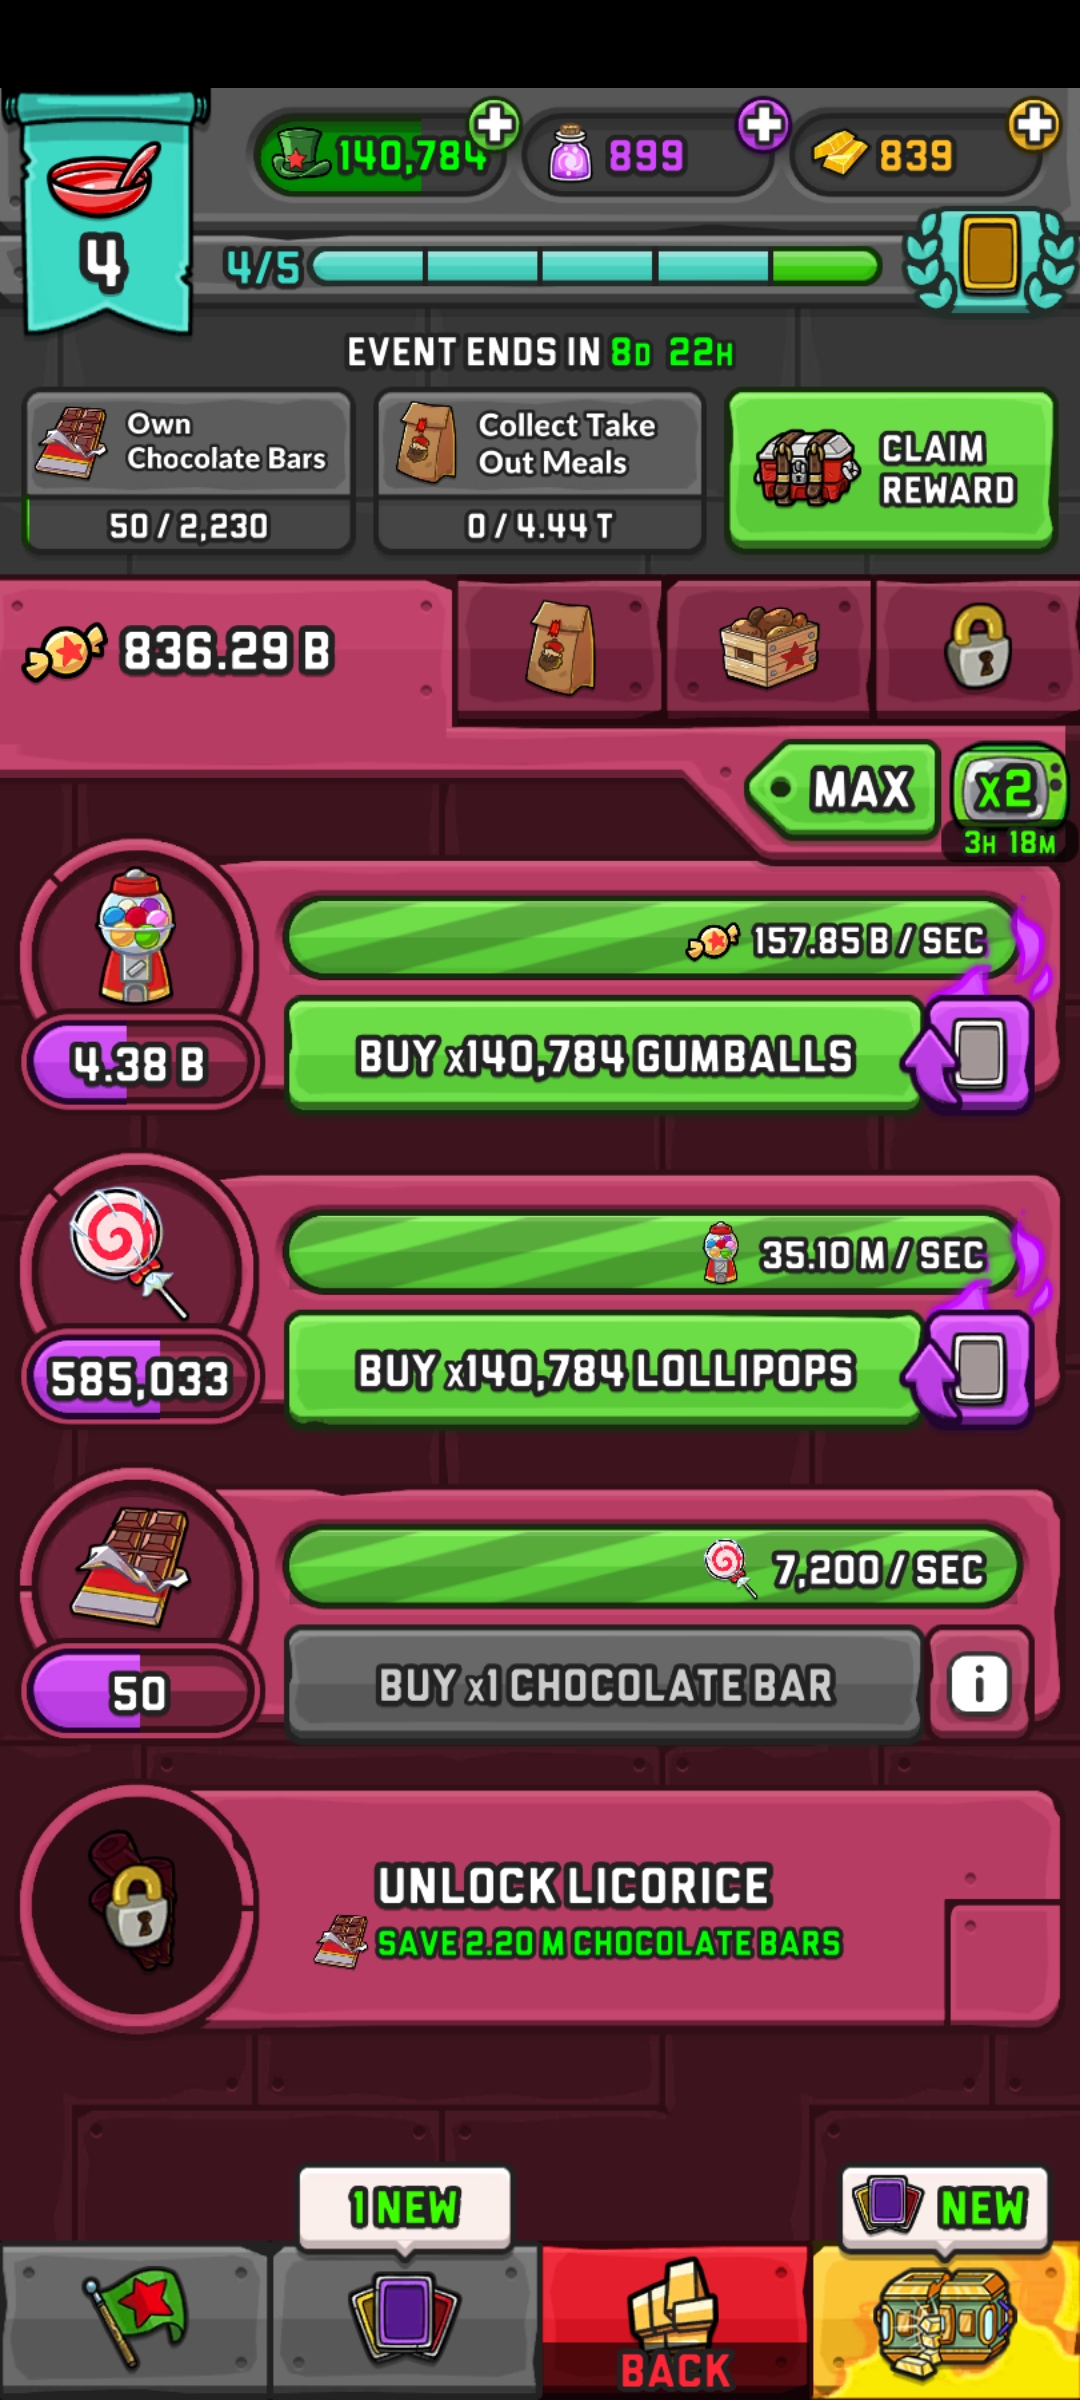 140,784
899
839
4
4/5
EVENT ENDS IN 8D 22H
Own
Chocolate Bars
50 / 2,230
Collect Take
Out Meals
0 / 4.44 T
CLAIM
REWARD
836.29 B
MAX
x2
3H 18M
157.85 B / SEC
4.38 B
BUY x140,784 GUMBALLS
35.10 M / SEC
585,033
BUY x140,784 LOLLIPOPS
7,200 / SEC
50
BUY x1 CHOCOLATE BAR
i
UNLOCK LICORICE
SAVE 2.20 M CHOCOLATE BARS
1 NEW
NEW
BACK